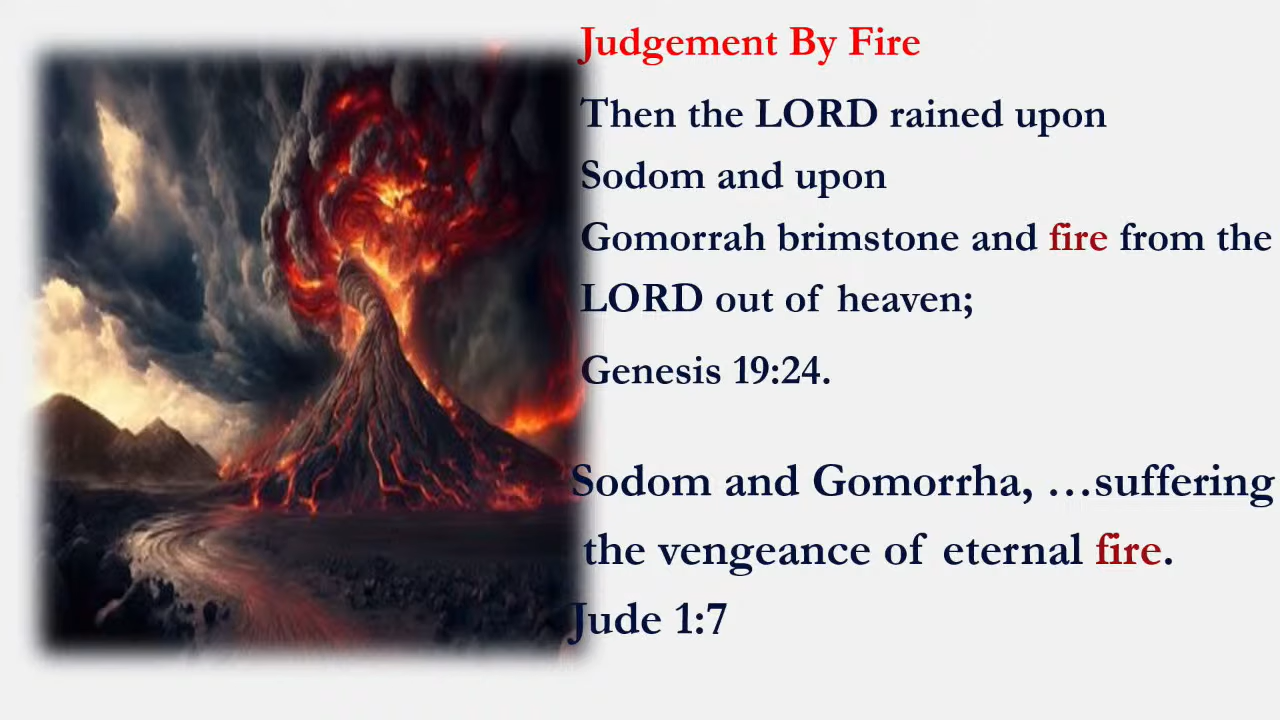 Judgement By Fire
Then the LORD rained upon
Sodom and upon
Gomorrah brimstone and fire from the
LORD out of heaven;
Genesis 19:24.
Sodom and Gomorrha, …suffering
the vengeance of eternal fire.
Jude 1:7